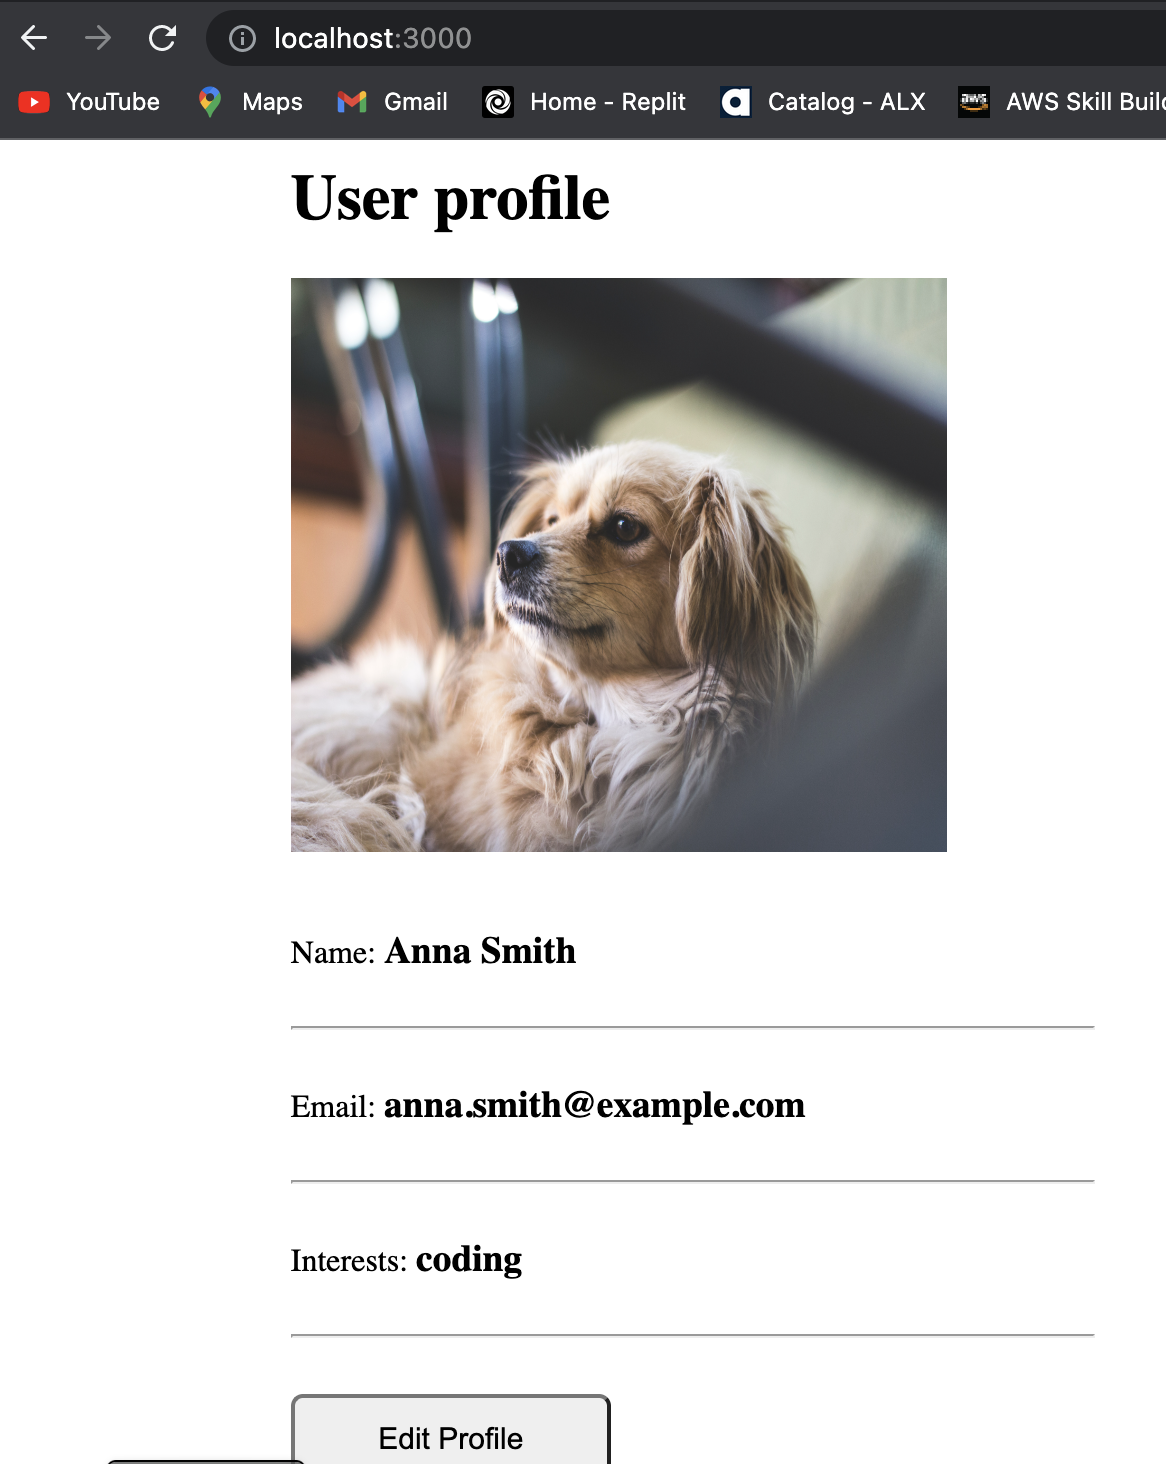 localhost:3000
YouTube Maps Gmail Home - Replit Catalog - ALX AWS Skill Buil
User profile
Name: Anna Smith
Email: anna.smith@example.com
Interests: coding
Edit Profile